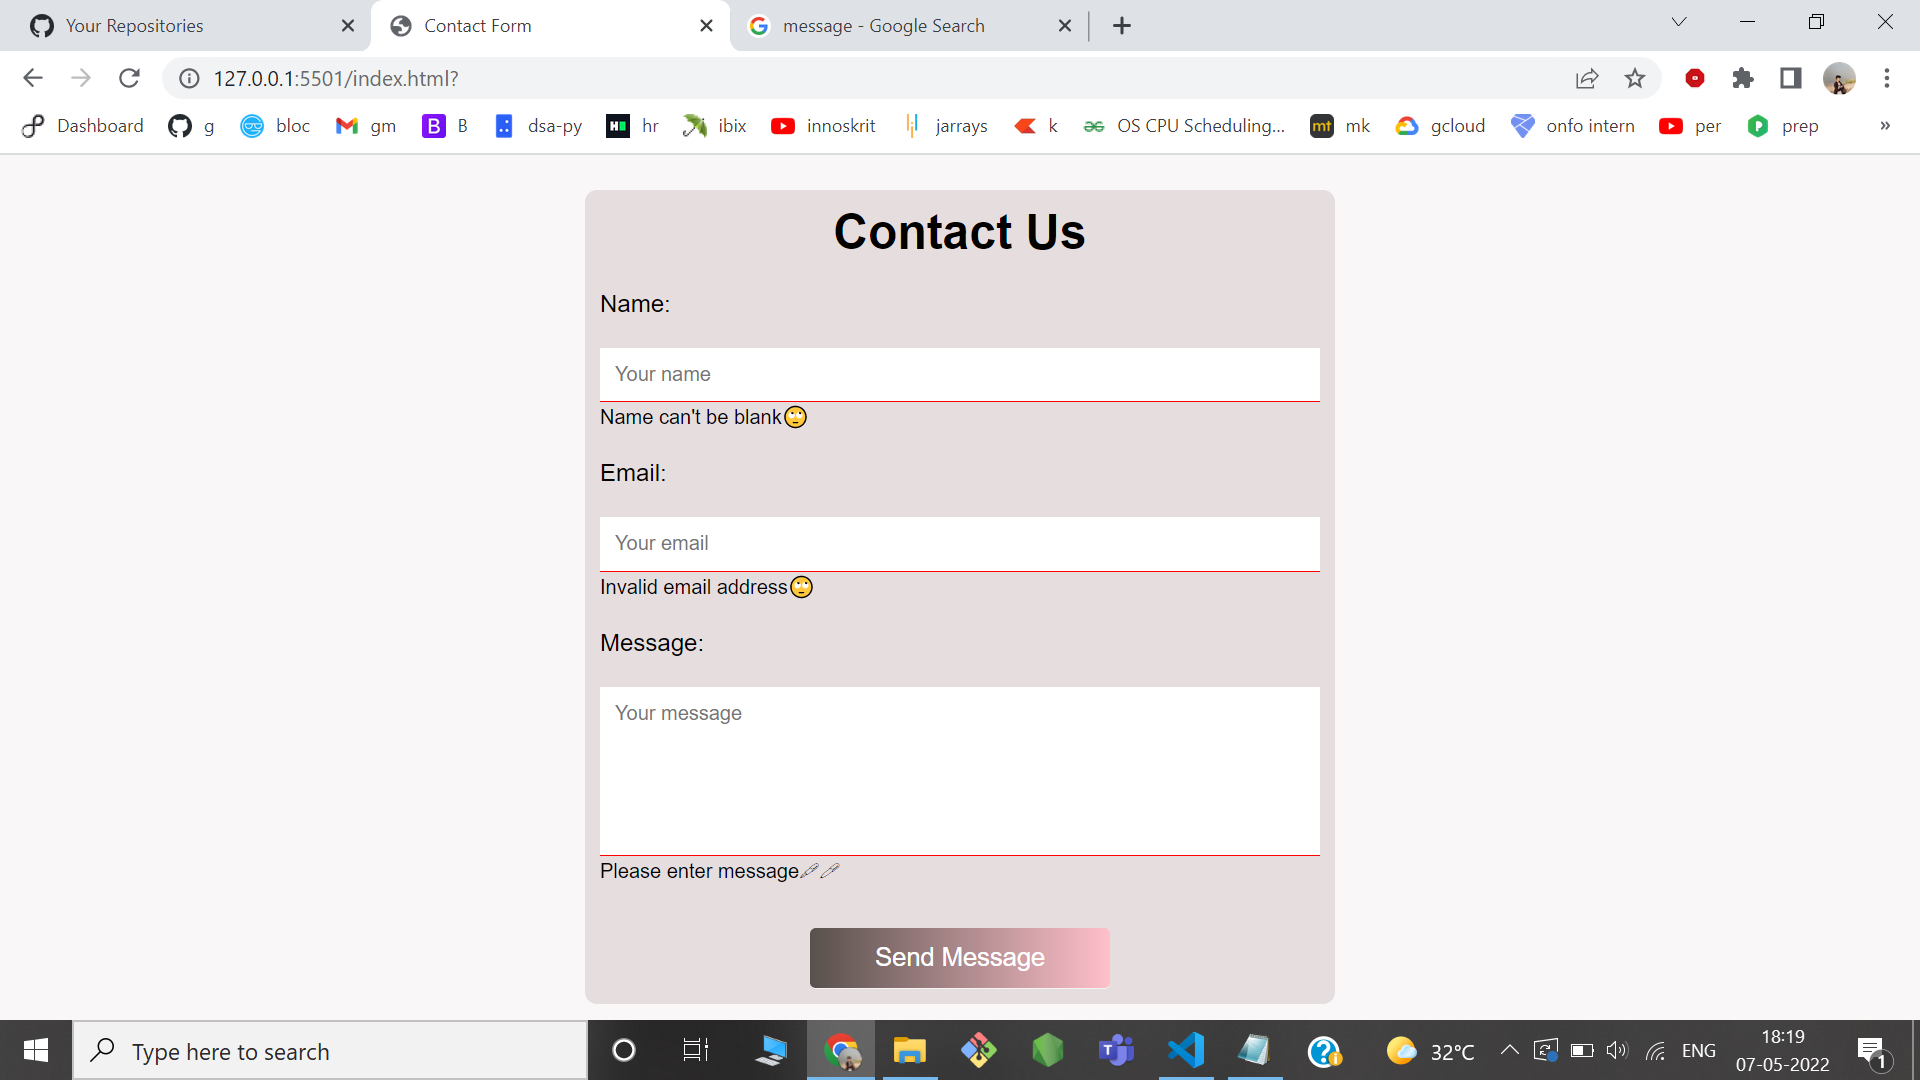 Your Repositories
Contact Form
message - Google Search
127.0.0.1:5501/index.html?
Dashboard g bloc gm B B dsa-py H hr ibix innoskrit jarrays k OS CPU Scheduling... mt mk gcloud onfo intern per P prep »
Contact Us
Name:
Your name
Name can't be blank🙄
Email:
Your email
Invalid email address🙄
Message:
Your message
Please enter message🖊🖊
Send Message
Type here to search
32°C
ENG
18:19
07-05-2022
1